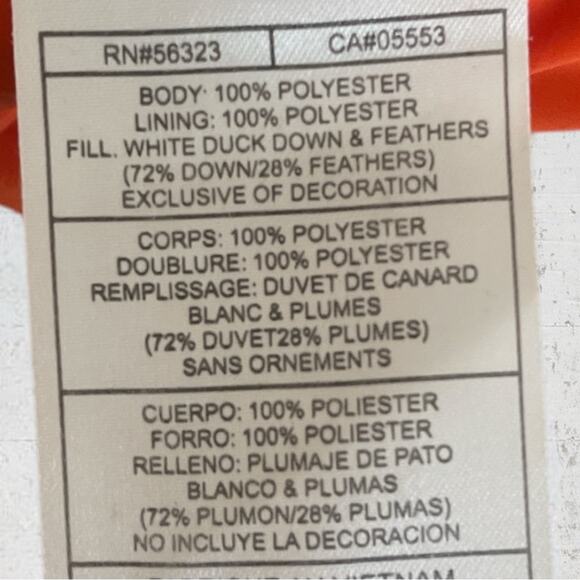 RN#56323
CA#05553
BODY: 100% POLYESTER
LINING: 100% POLYESTER
FILL. WHITE DUCK DOWN & FEATHERS
(72% DOWN/28% FEATHERS)
EXCLUSIVE OF DECORATION
CORPS: 100% POLYESTER
DOUBLURE: 100% POLYESTER
REMPLISSAGE: DUVET DE CANARD
BLANC & PLUMES
(72% DUVET28% PLUMES)
SANS ORNEMENTS
CUERPO: 100% POLIESTER
FORRO: 100% POLIESTER
RELLENO: PLUMAJE DE PATO
BLANCO & PLUMAS
(72% PLUMON/28% PLUMAS)
NO INCLUYE LA DECORACION
VIETNAM